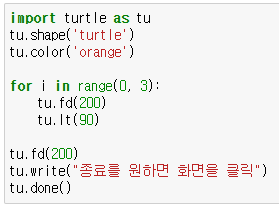 import turtle as tu
tu.shape('turtle')
tu.color('orange')

for i in range(0, 3):
    tu.fd(200)
    tu.lt(90)

tu.fd(200)
tu.write("종료를 원하면 화면을 클릭")
tu.done()